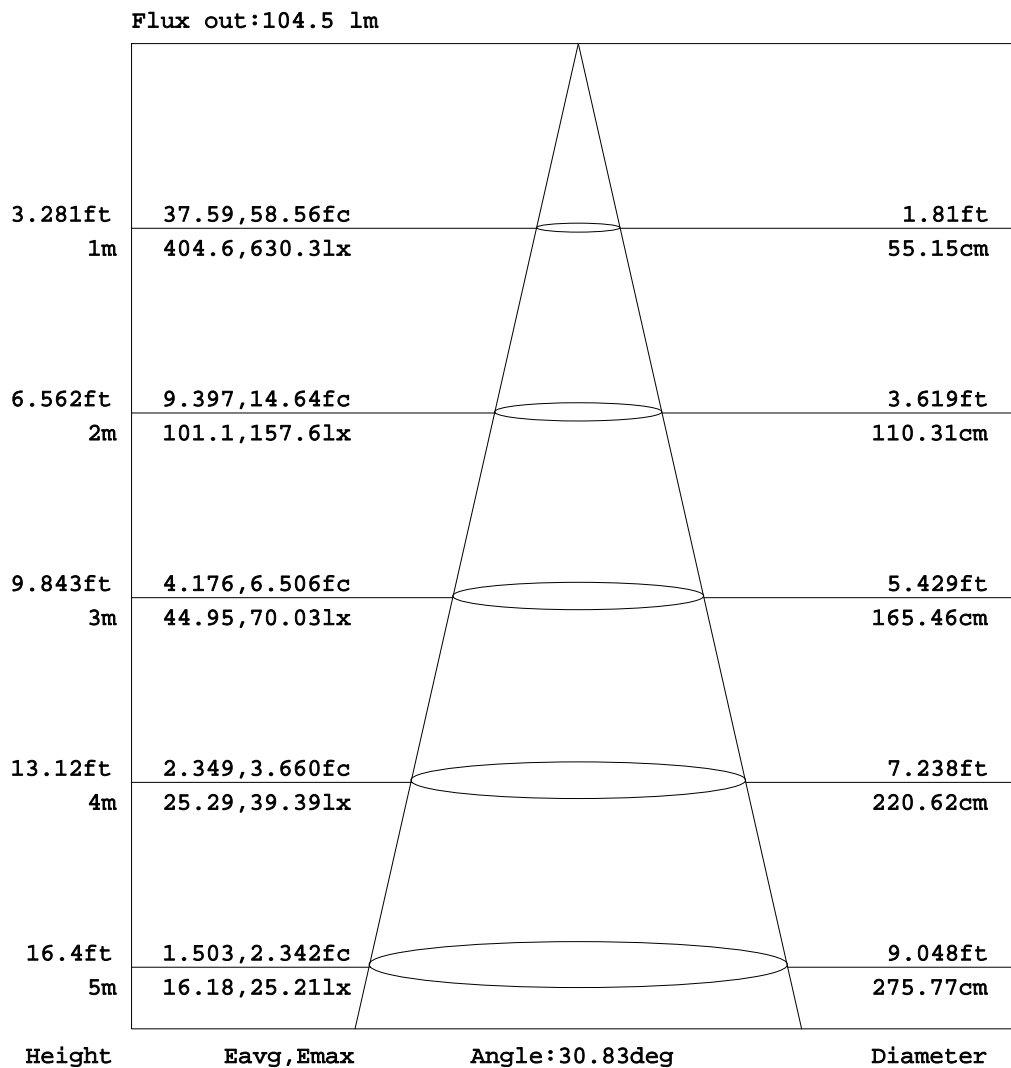 Flux out:104.5 lm
3.281ft 37.59,58.56fc 1.81ft
1m 404.6,630.3lx 55.15cm
6.562ft 9.397,14.64fc 3.619ft
2m 101.1,157.6lx 110.31cm
9.843ft 4.176,6.506fc 5.429ft
3m 44.95,70.03lx 165.46cm
13.12ft 2.349,3.660fc 7.238ft
4m 25.29,39.39lx 220.62cm
16.4ft 1.503,2.342fc 9.048ft
5m 16.18,25.21lx 275.77cm
Height Eavg,Emax Angle:30.83deg Diameter